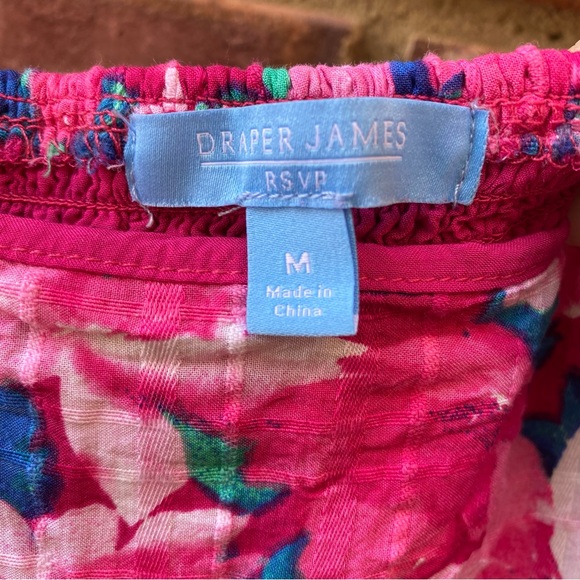 DRAPER JAMES
RSVP
M
Made in
China